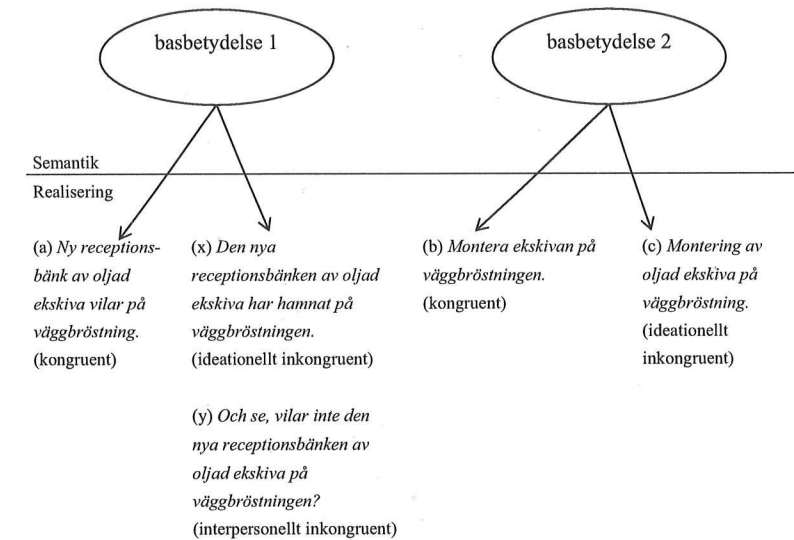 basbetydelse 1
basbetydelse 2
Semantik
Realisering
(a) Ny receptions-
bänk av oljad
ekskiva vilar på
väggbröstning.
(kongruent)
(x) Den nya
receptionsbänken av oljad
ekskiva har hamnat på
väggbröstningen.
(ideationellt inkongruent)
(y) Och se, vilar inte den
nya receptionsbänken av
oljad ekskiva på
väggbröstningen?
(interpersonellt inkongruent)
(b) Montera ekskivan på
väggbröstningen.
(kongruent)
(c) Montering av
oljad ekskiva på
väggbröstning.
(ideationellt
inkongruent)